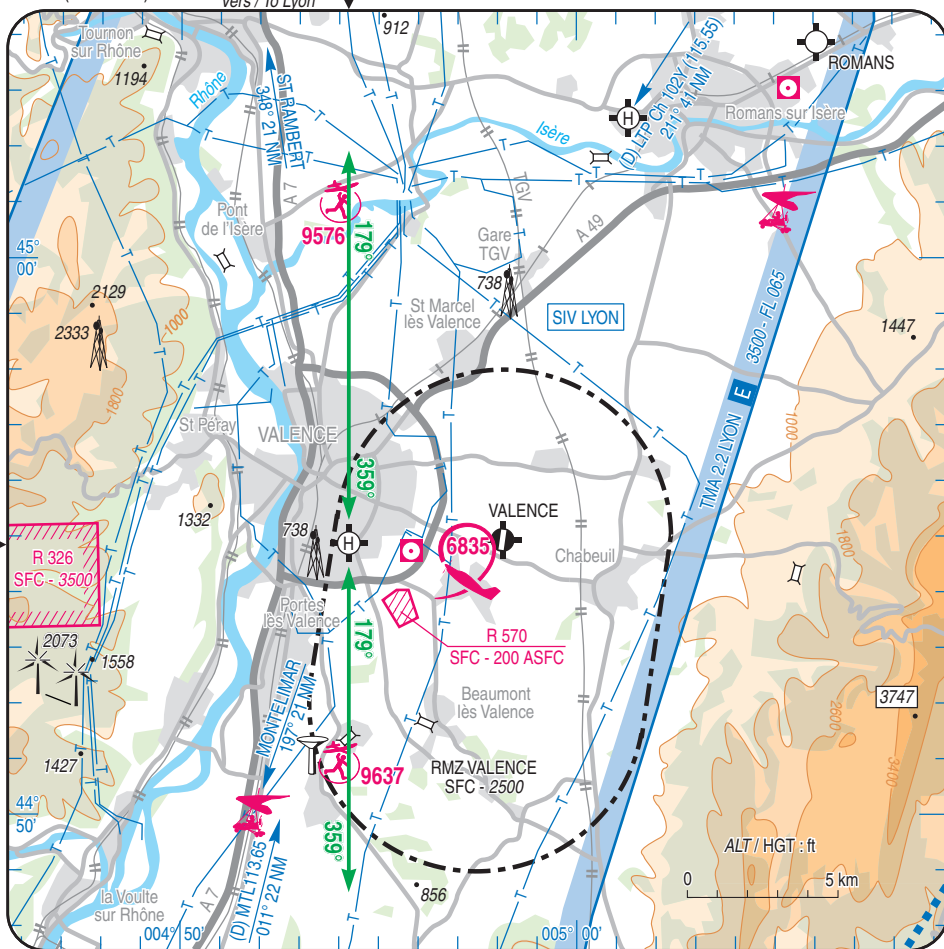 Vers / To Lyon
Tournon
sur Rhône
1194
912
Rhône
ST RAMBERT
348° 21 NM
A 7
(D) LTP Ch 102Y (115.55)
211° 41 NM
H
ROMANS
Romans sur Isère
Isère
TGV
A 49
Pont
de l'Isère
9576
179°
Gare
TGV
738
45°
00'
2129
2333
1000
1800
St Marcel
lès Valence
SIV LYON
3500 - FL 065
E
TMA 2.2 LYON
1447
1000
St Péray
VALENCE
359°
1332
738
H
VALENCE
6835
Chabeuil
1800
R 326
SFC - 3500
Portes
lès Valence
179°
R 570
SFC - 200 ASFC
2073
1558
MONTELIMAR
197° 21 NM
Beaumont
lès Valence
3747
2600
3400
1427
9637
RMZ VALENCE
SFC - 2500
44°
50'
359°
ALT / HGT : ft
0
5 km
(D) MTL 113.65
011° 22 NM
A 7
la Voulte
sur Rhône
856
004° 50'
005° 00'